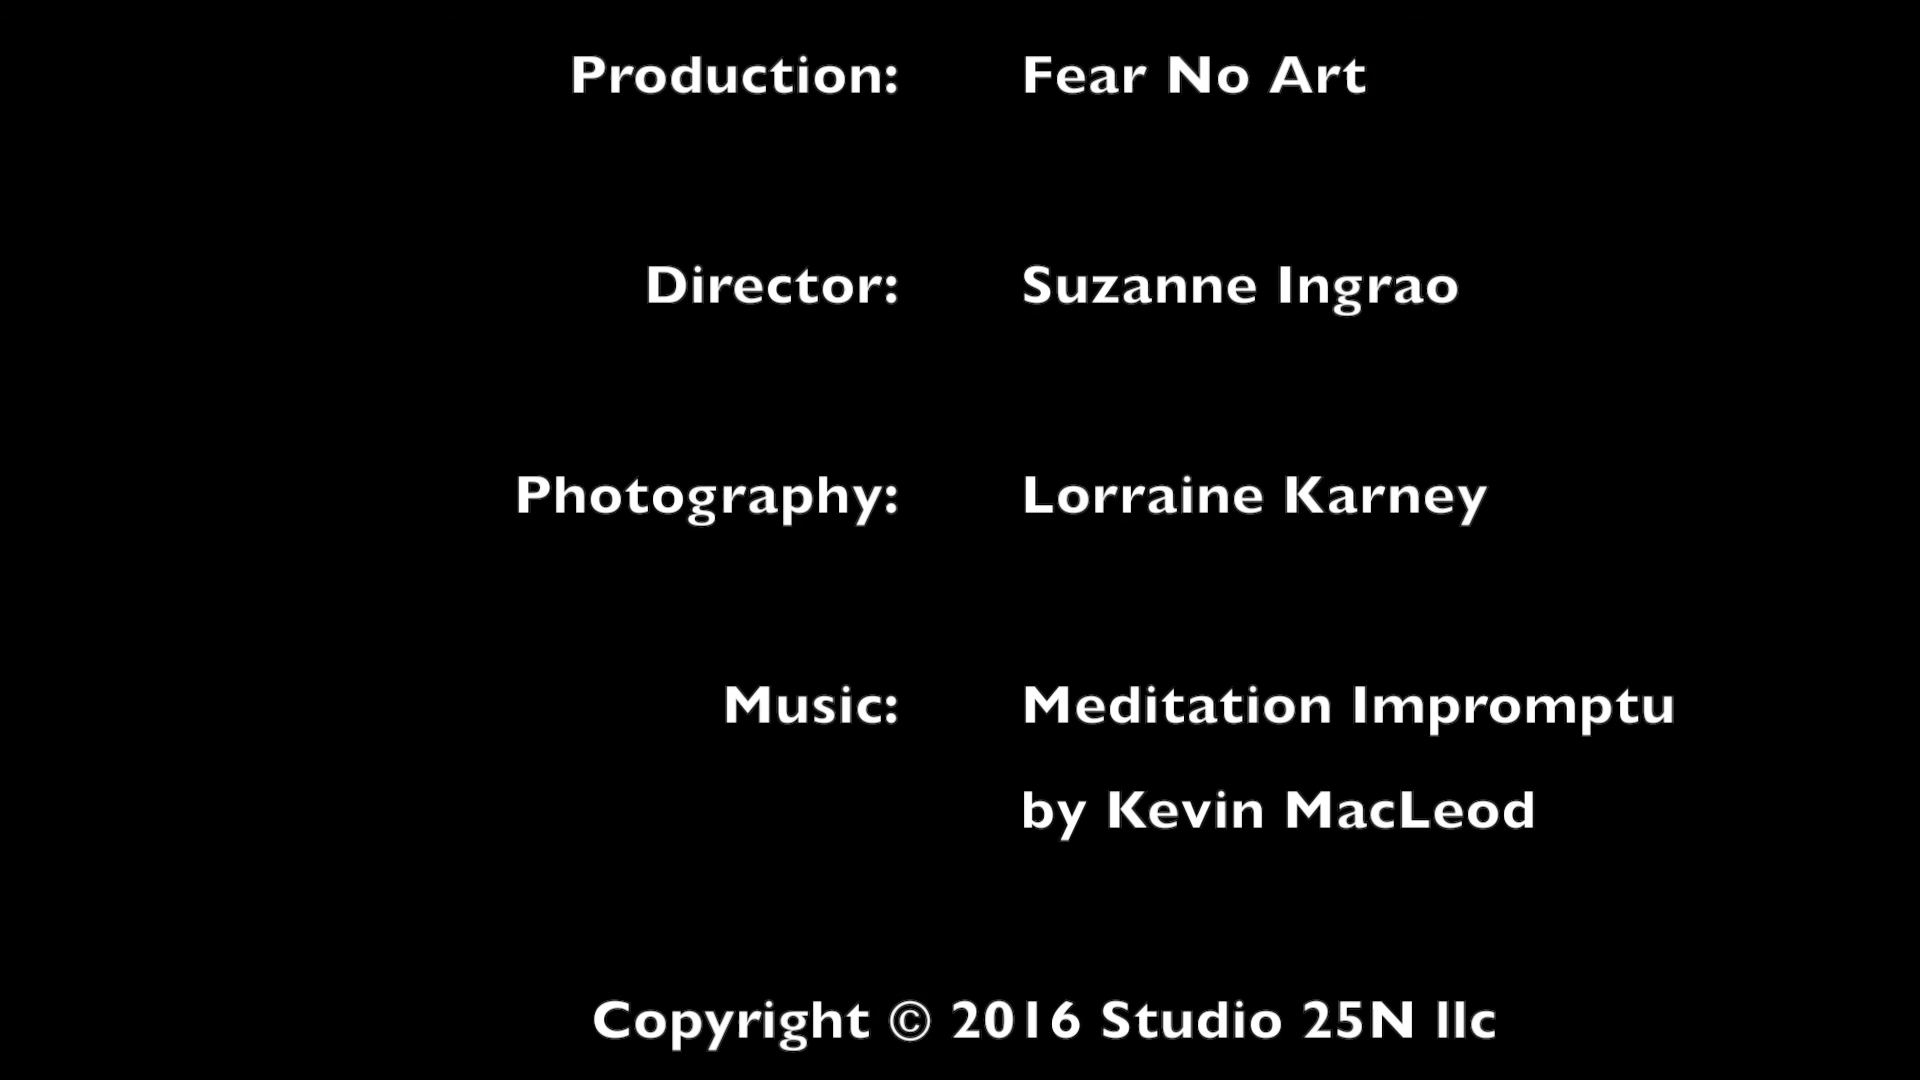 Production: Fear No Art
Director: Suzanne Ingrao
Photography: Lorraine Karney
Music: Meditation Impromptu
by Kevin MacLeod
Copyright © 2016 Studio 25N llc